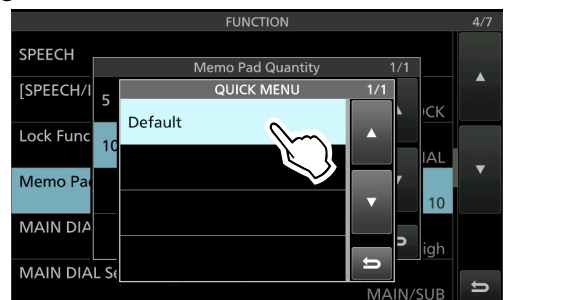 FUNCTION 4/7
SPEECH
Memo Pad Quantity 1/1
[SPEECH/
QUICK MENU 1/1
5
CK
Default
Lock Func
10
IAL
Memo Pa
10
MAIN DIA
igh
MAIN DIAL Se
MAIN/SUB